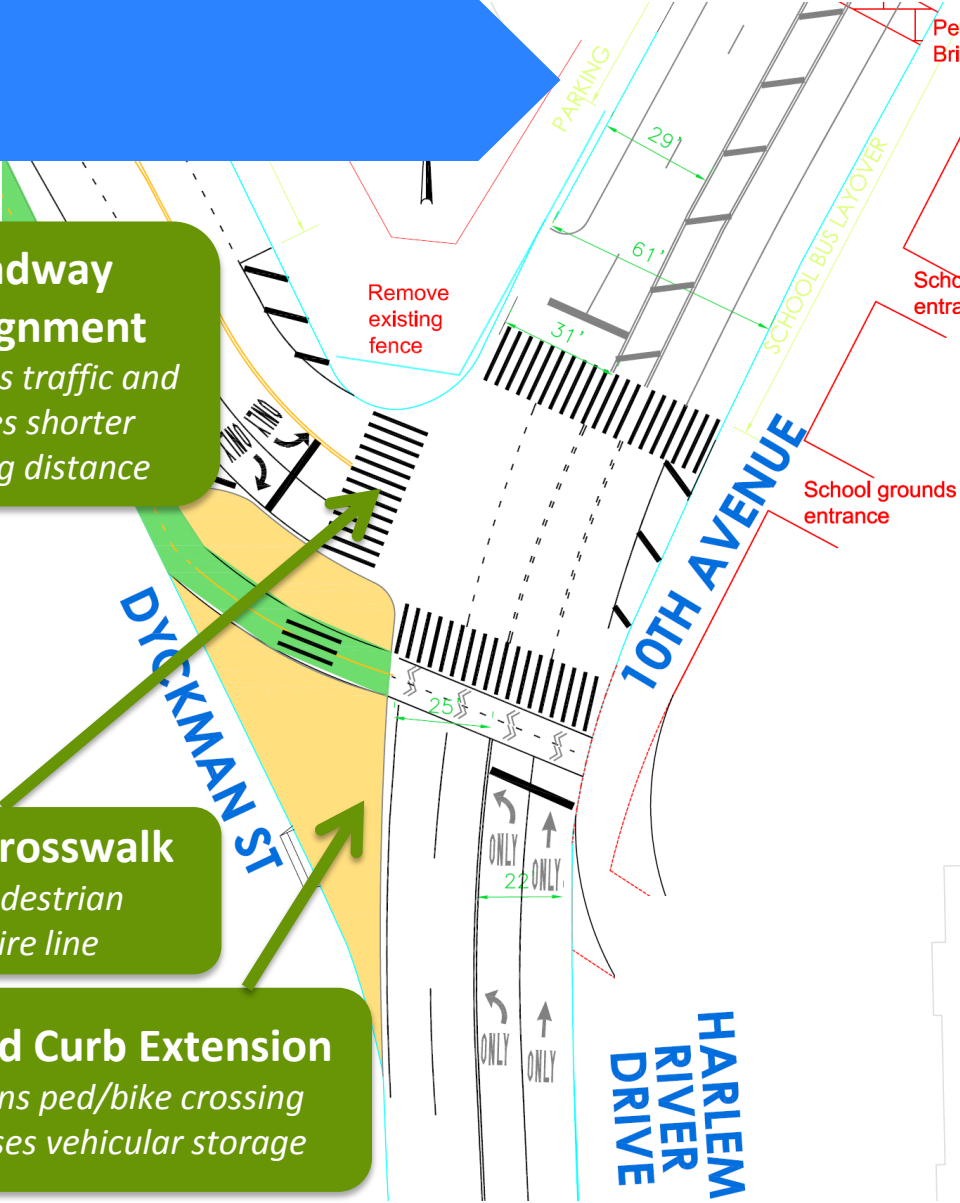 Pe
Bri
PARKING
29'
SCHOOL BUS LAYOVER
61'
31'
Remove
existing
fence
Scho
entra
School grounds
entrance
10TH AVENUE
dway
gnment
s traffic and
es shorter
g distance
ONLY
ONLY
DYCKMAN ST
25'
ONLY
ONLY
22
ONLY
ONLY
rosswalk
destrian
ire line
d Curb Extension
ns ped/bike crossing
ses vehicular storage
HARLEM
RIVER
DRIVE